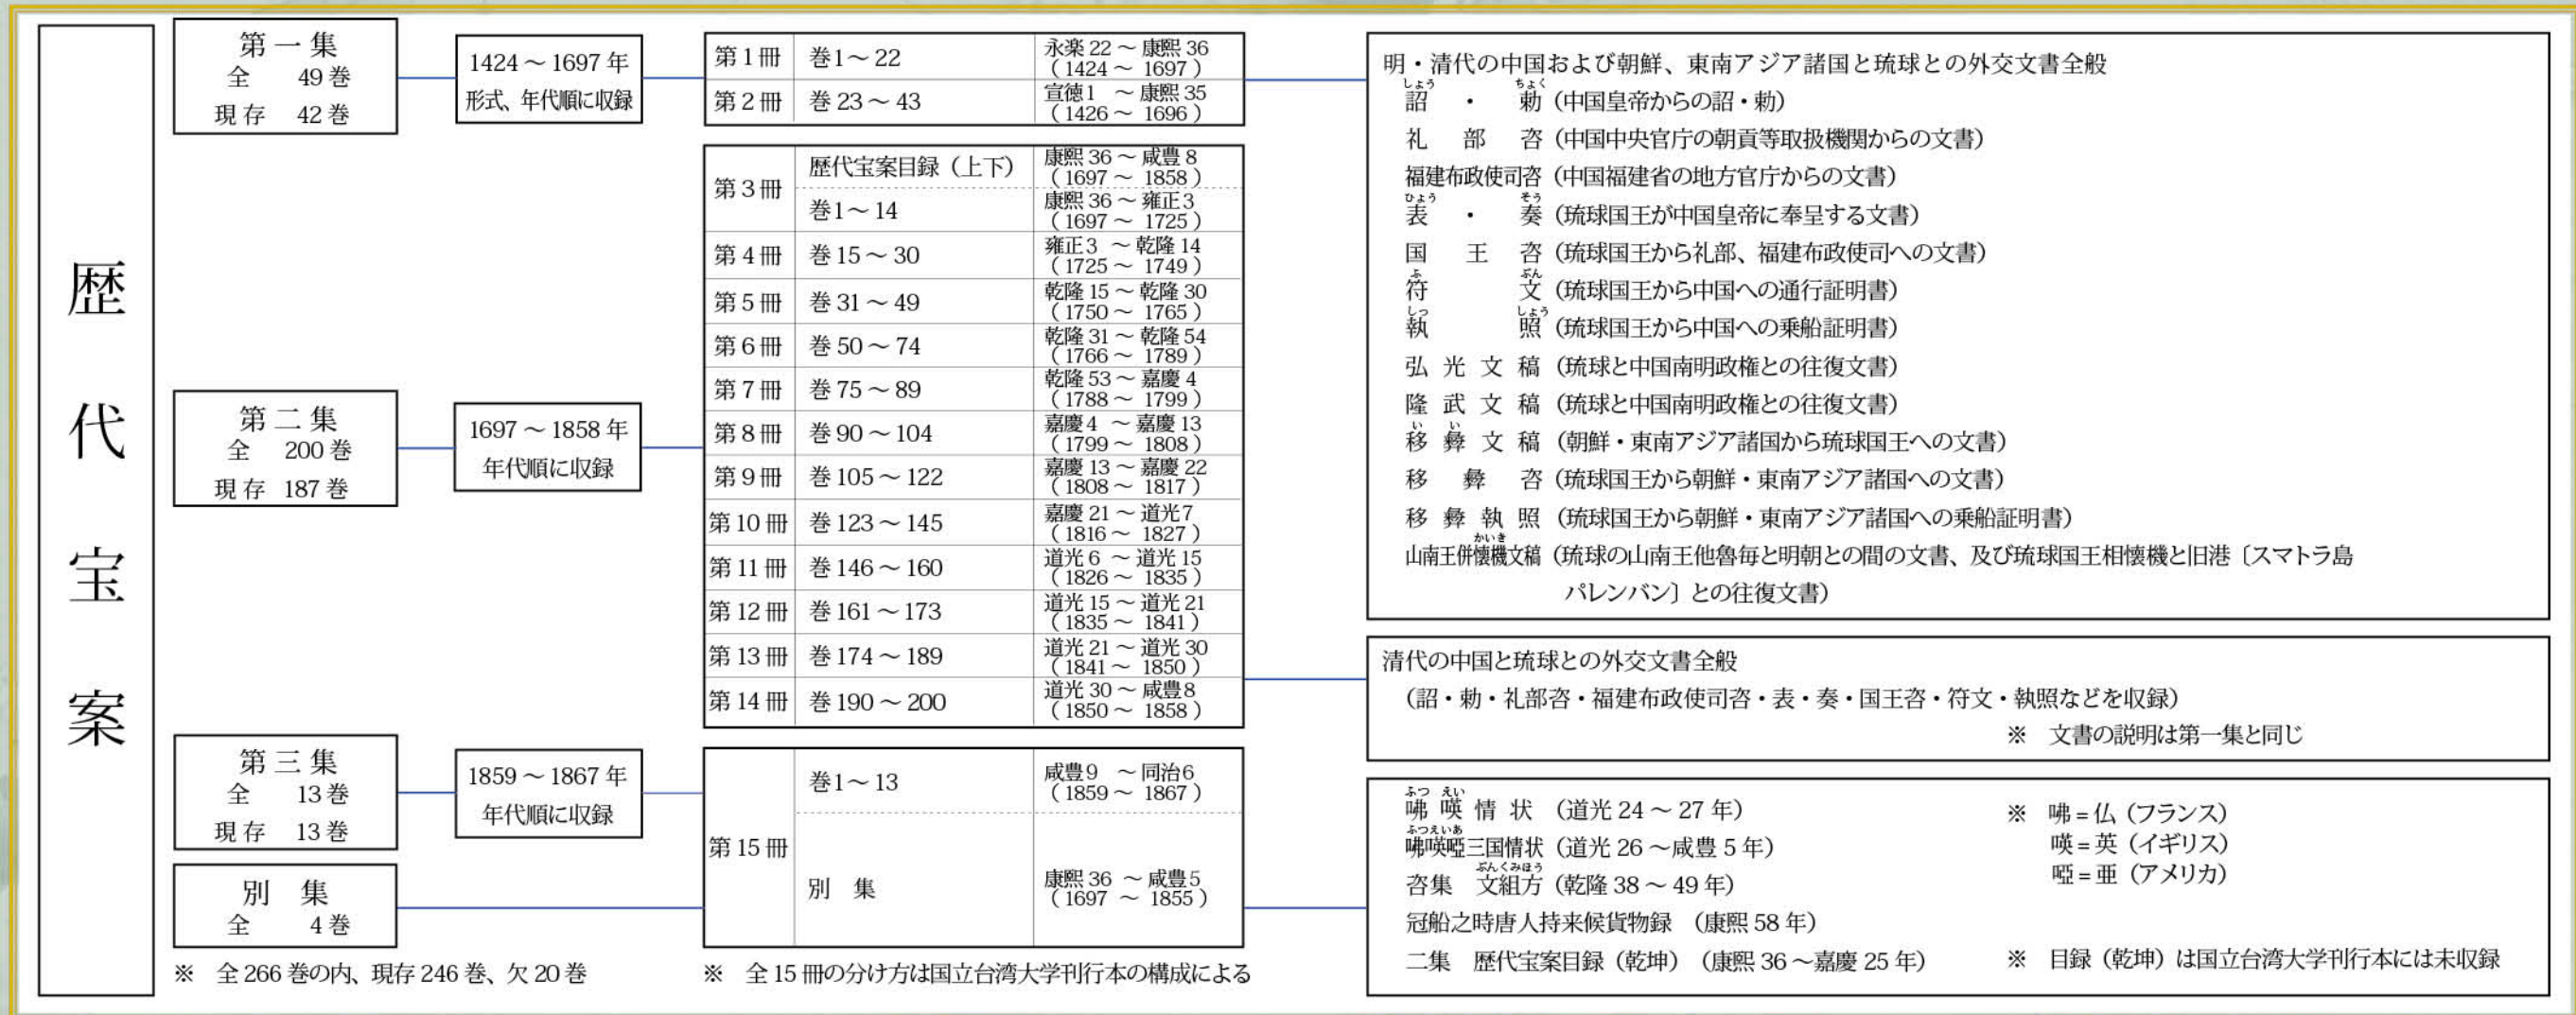 歴代宝案
第一集
全 49巻
現存 42巻
1424～1697年
形式、年代順に収録
第1冊 巻1～22 永楽22～康熙36
（1424～1697）
第2冊 巻23～43 宣徳1 ～康熙35
（1426～1696）
第二集
全 200巻
現存 187巻
1697～1858年
年代順に収録
第3冊 歴代宝案目録（上下） 康熙36～咸豊8
（1697～1858）
巻1～14 康熙36～雍正3
（1697～1725）
第4冊 巻15～30 雍正3 ～乾隆14
（1725～1749）
第5冊 巻31～49 乾隆15～乾隆30
（1750～1765）
第6冊 巻50～74 乾隆31～乾隆54
（1766～1789）
第7冊 巻75～89 乾隆53～嘉慶4
（1788～1799）
第8冊 巻90～104 嘉慶4 ～嘉慶13
（1799～1808）
第9冊 巻105～122 嘉慶13～嘉慶22
（1808～1817）
第10冊 巻123～145 嘉慶21～道光7
（1816～1827）
第11冊 巻146～160 道光6 ～道光15
（1826～1835）
第12冊 巻161～173 道光15～道光21
（1835～1841）
第13冊 巻174～189 道光21～道光30
（1841～1850）
第14冊 巻190～200 道光30～咸豊8
（1850～1858）
第三集
全 13巻
現存 13巻
1859～1867年
年代順に収録
別集
全 4巻
第15冊
巻1～13 咸豊9 ～同治6
（1859～1867）
別集 康熙36 ～咸豊5
（1697 ～ 1855）
※ 全266巻の内、現存246巻、欠20巻
※ 全15冊の分け方は国立台湾大学刊行本の構成による
明・清代の中国および朝鮮、東南アジア諸国と琉球との外交文書全般
しょう ちょく
詔・勅（中国皇帝からの詔・勅）
礼部咨（中国中央官庁の朝貢等取扱機関からの文書）
福建布政使司咨（中国福建省の地方官庁からの文書）
ひょう そう
表・奏（琉球国王が中国皇帝に奉呈する文書）
国王咨（琉球国王から礼部、福建布政使司への文書）
ふ ぶん
符文（琉球国王から中国への通行証明書）
しっ しょう
執照（琉球国王から中国への乗船証明書）
弘光文稿（琉球と中国南明政権との往復文書）
隆武文稿（琉球と中国南明政権との往復文書）
い い
移彝文稿（朝鮮・東南アジア諸国から琉球国王への文書）
移彝咨（琉球国王から朝鮮・東南アジア諸国への文書）
移彝執照（琉球国王から朝鮮・東南アジア諸国への乗船証明書）
かいき
山南王併懐機文稿（琉球の山南王他魯毎と明朝との間の文書、及び琉球国王相懐機と旧港〔スマトラ島
パレンバン〕との往復文書）
清代の中国と琉球との外交文書全般
（詔・勅・礼部咨・福建布政使司咨・表・奏・国王咨・符文・執照などを収録）
※ 文書の説明は第一集と同じ
ふつ えい
咈 嘆 情 状（道光24～27年）
ふつえいあ
咈嘆啞三国情状（道光26～咸豊5年）
ぶんくみほう
咨集 文組方（乾隆38～49年）
冠船之時唐人持来候貨物録 （康熙58年）
二集 歴代宝案目録（乾坤）（康熙36～嘉慶25年）
※ 咈＝仏（フランス）
嘆＝英（イギリス）
啞＝亜（アメリカ）
※ 目録（乾坤）は国立台湾大学刊行本には未収録